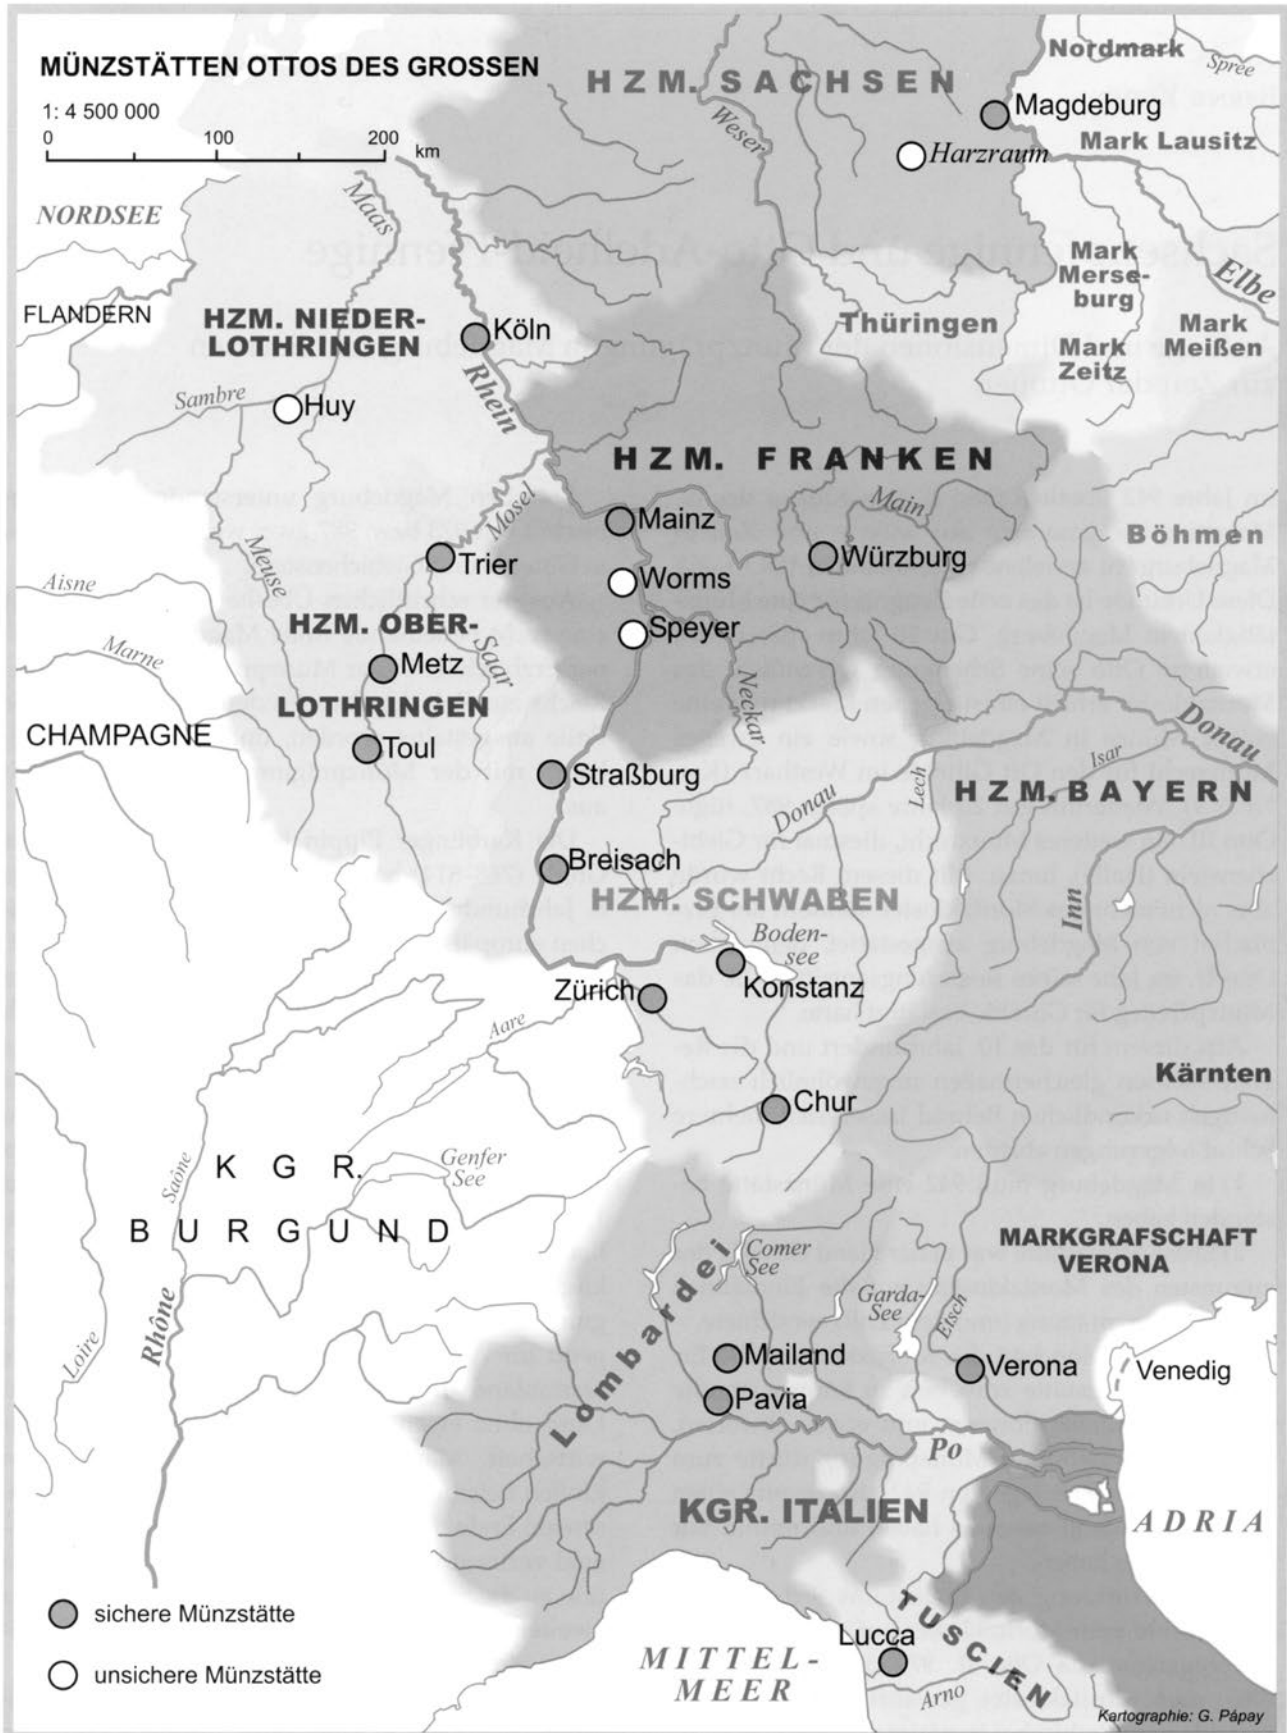 MÜNZSTÄTTEN OTTOS DES GROSSEN
1: 4 500 000
0 100 200
km
HZM. SACHSEN
Nordmark
Spree
Magdeburg
Weser
Harzraum
Mark Lausitz
Maas
NORDSEE
Mark
Merse-
burg
Elbe
FLANDERN
HZM. NIEDER-
LOTHRINGEN
Köln
Thüringen
Mark
Zeitz
Mark
Meißen
Rhein
Sambre
Huy
HZM. FRANKEN
Mosel
Mainz
Main
Böhmen
Meuse
Trier
Worms
Würzburg
Aisne
HZM. OBER-
LOTHRINGEN
Speyer
Marne
Metz
Saar
Neckar
CHAMPAGNE
Toul
Straßburg
Donau
Lech
Isar
Donau
HZM. BAYERN
Breisach
HZM. SCHWABEN
Inn
Boden-
see
Zürich
Konstanz
Aare
Kärnten
Chur
Saône
KGR.
BURGUND
Genfer
See
Comer
See
MARKGRAFSCHAFT
VERONA
Garda-
See
Etsch
Loire
Rhône
Lombardei
Mailand
Verona
Venedig
Pavia
Po
KGR. ITALIEN
ADRIA
sichere Münzstätte
unsichere Münzstätte
TUSCIEN
Lucca
MITTEL-
MEER
Arno
Kartographie: G. Pápay